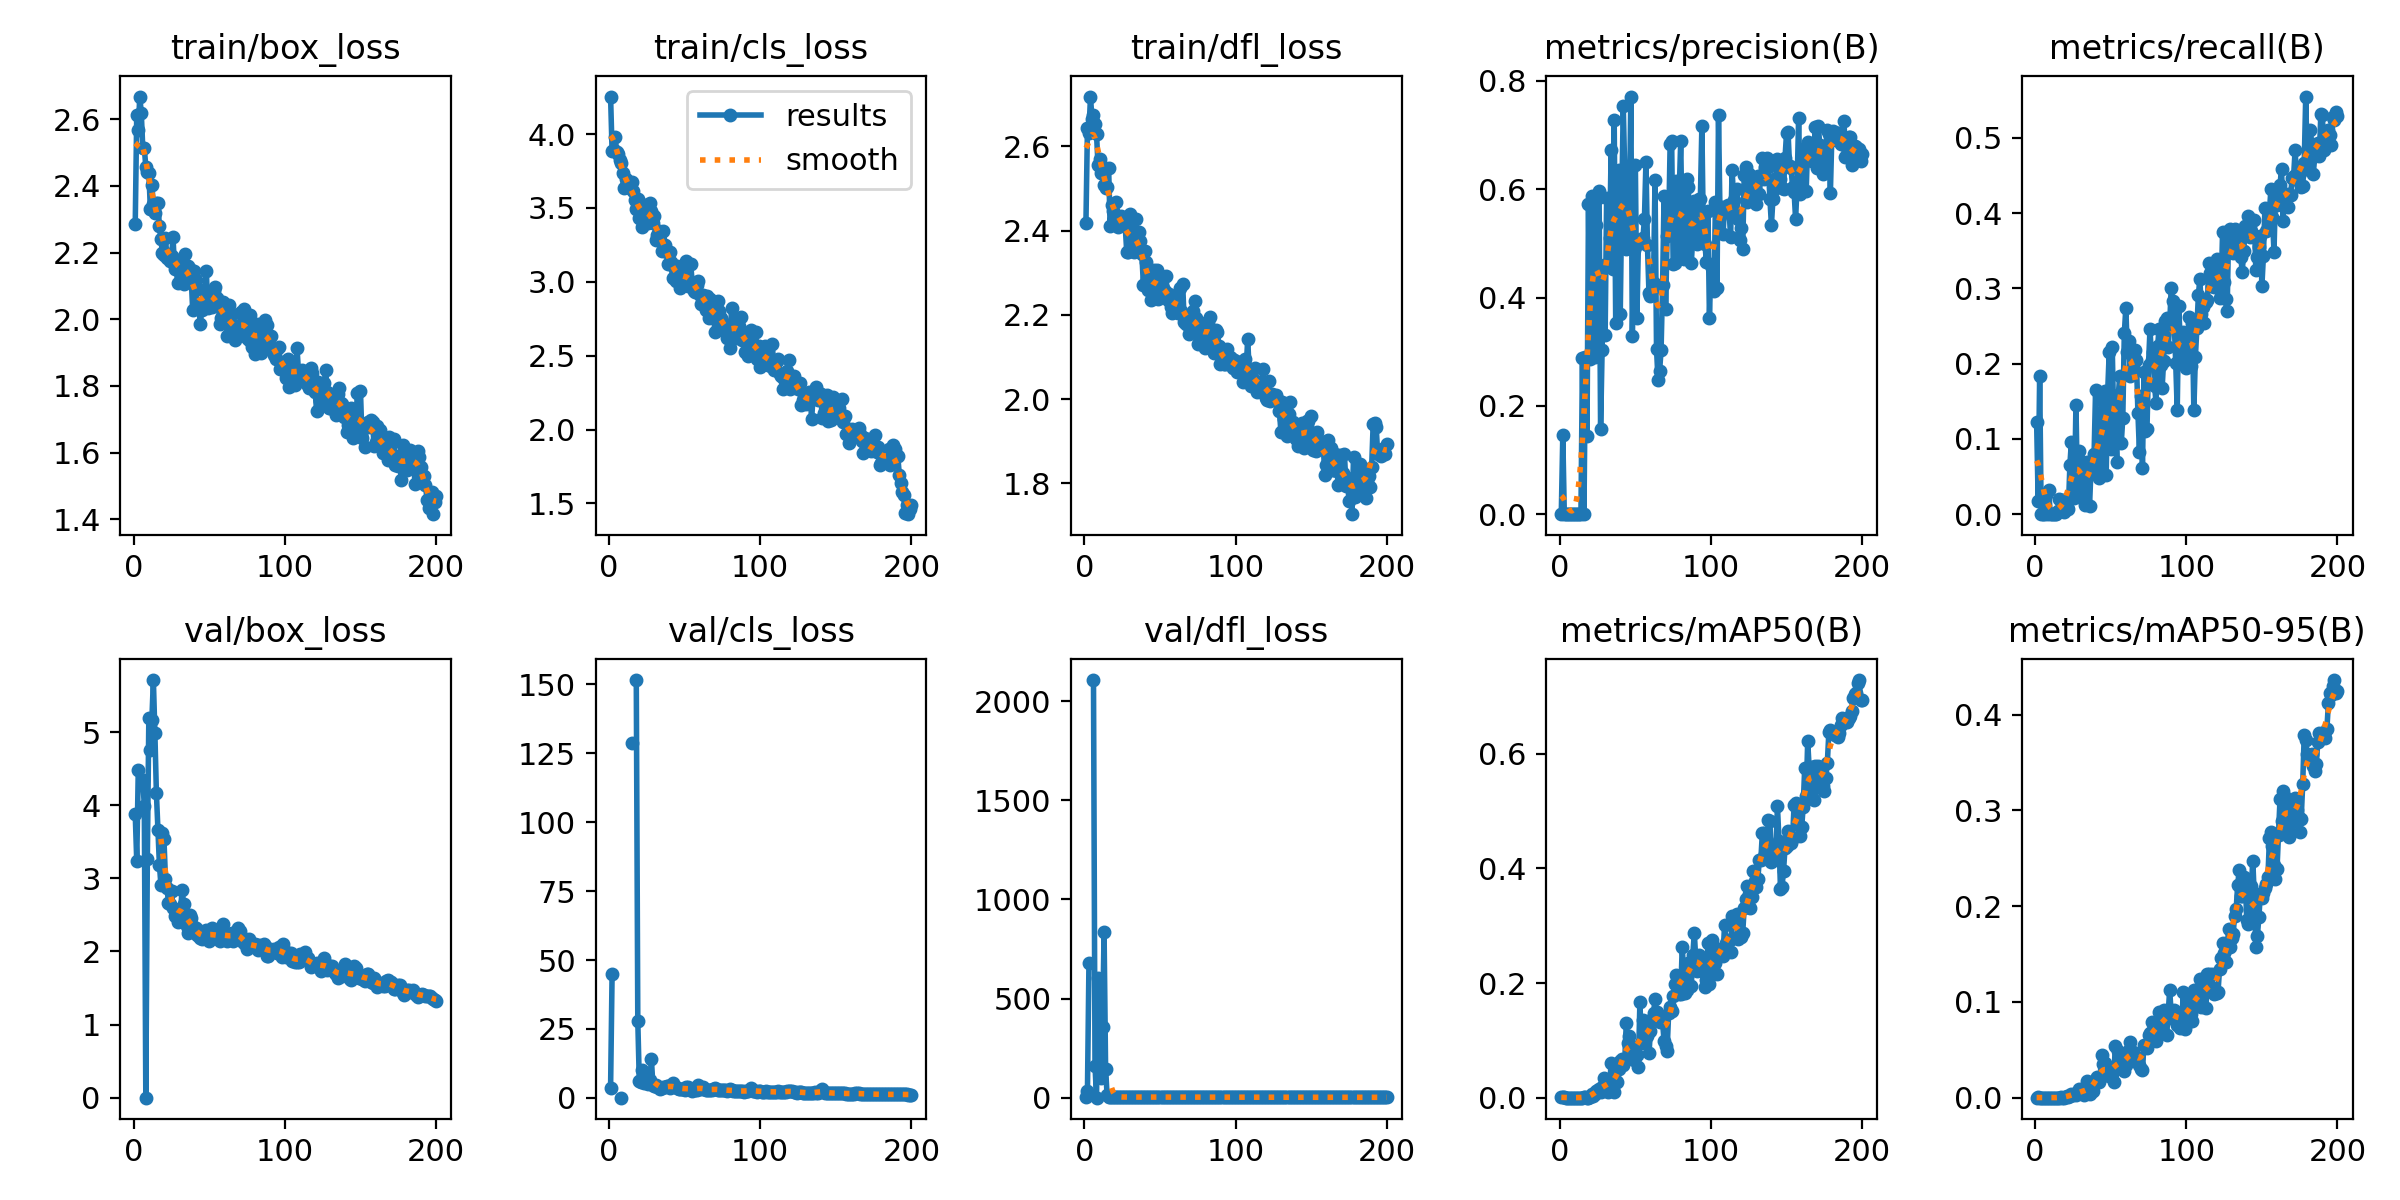 train/box_loss
train/cls_loss
train/dfl_loss
metrics/precision(B)
metrics/recall(B)
2.6
2.4
2.2
2.0
1.8
1.6
1.4
0 100 200
results
smooth
4.0
3.5
3.0
2.5
2.0
1.5
0 100 200
2.6
2.4
2.2
2.0
1.8
0 100 200
0.8
0.6
0.4
0.2
0.0
0 100 200
0.5
0.4
0.3
0.2
0.1
0.0
0 100 200
val/box_loss
val/cls_loss
val/dfl_loss
metrics/mAP50(B)
metrics/mAP50-95(B)
5
4
3
2
1
0
0 100 200
150
125
100
75
50
25
0
0 100 200
2000
1500
1000
500
0
0 100 200
0.6
0.4
0.2
0.0
0 100 200
0.4
0.3
0.2
0.1
0.0
0 100 200